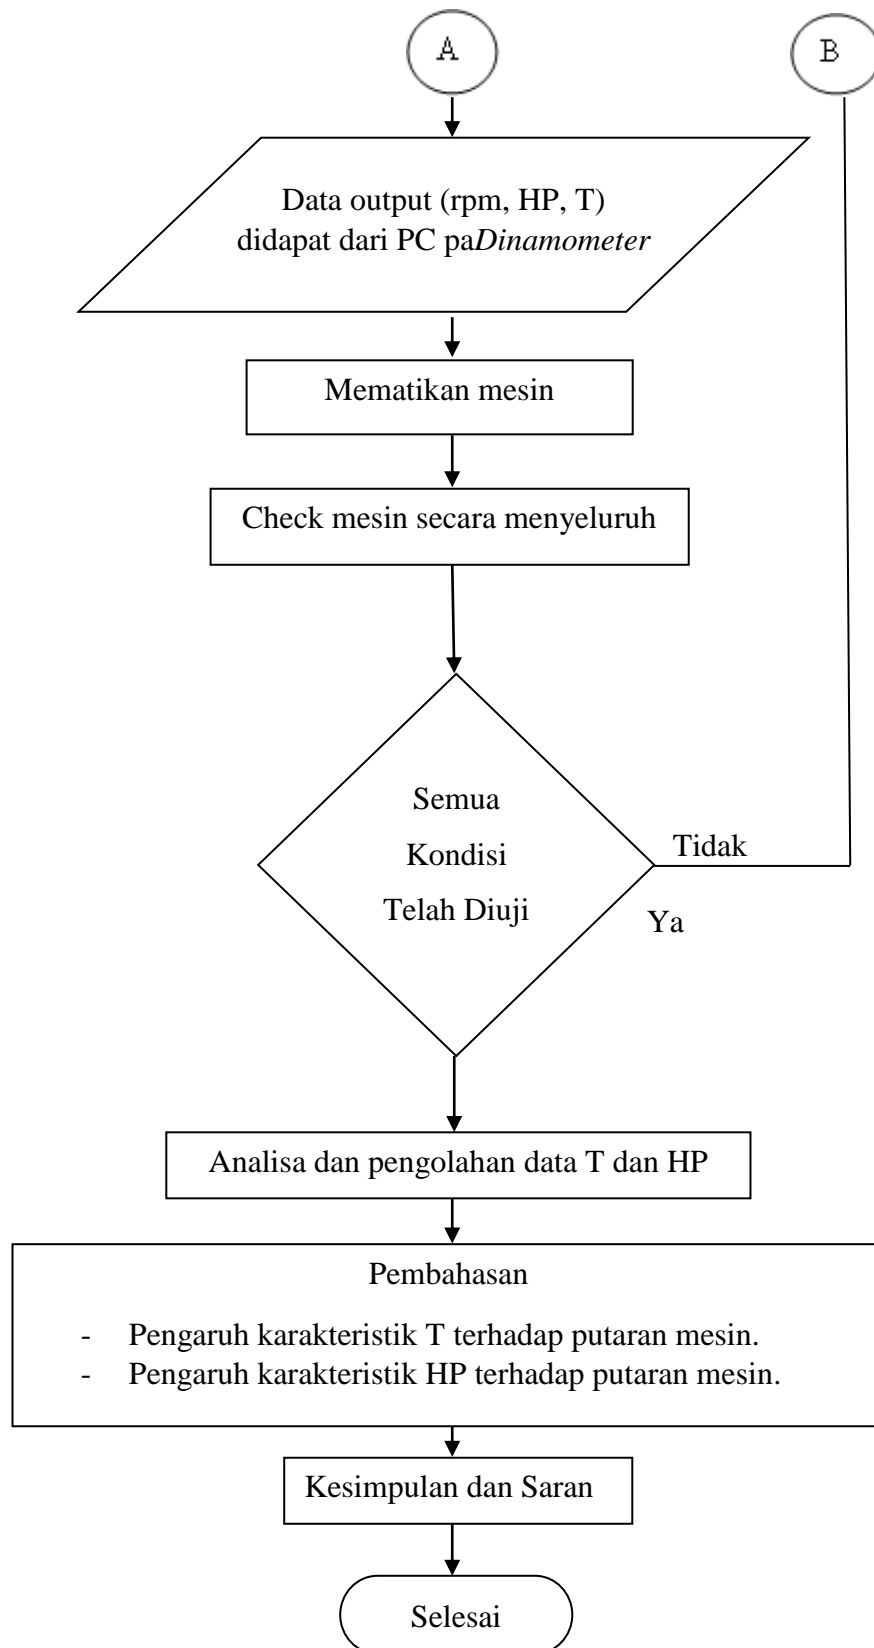 A
B
Data output (rpm, HP, T)
didapat dari PC paDinamometer
Mematikan mesin
Check mesin secara menyeluruh
Semua
Kondisi
Telah Diuji
Tidak
Ya
Analisa dan pengolahan data T dan HP
Pembahasan
- Pengaruh karakteristik T terhadap putaran mesin.
- Pengaruh karakteristik HP terhadap putaran mesin.
Kesimpulan dan Saran
Selesai